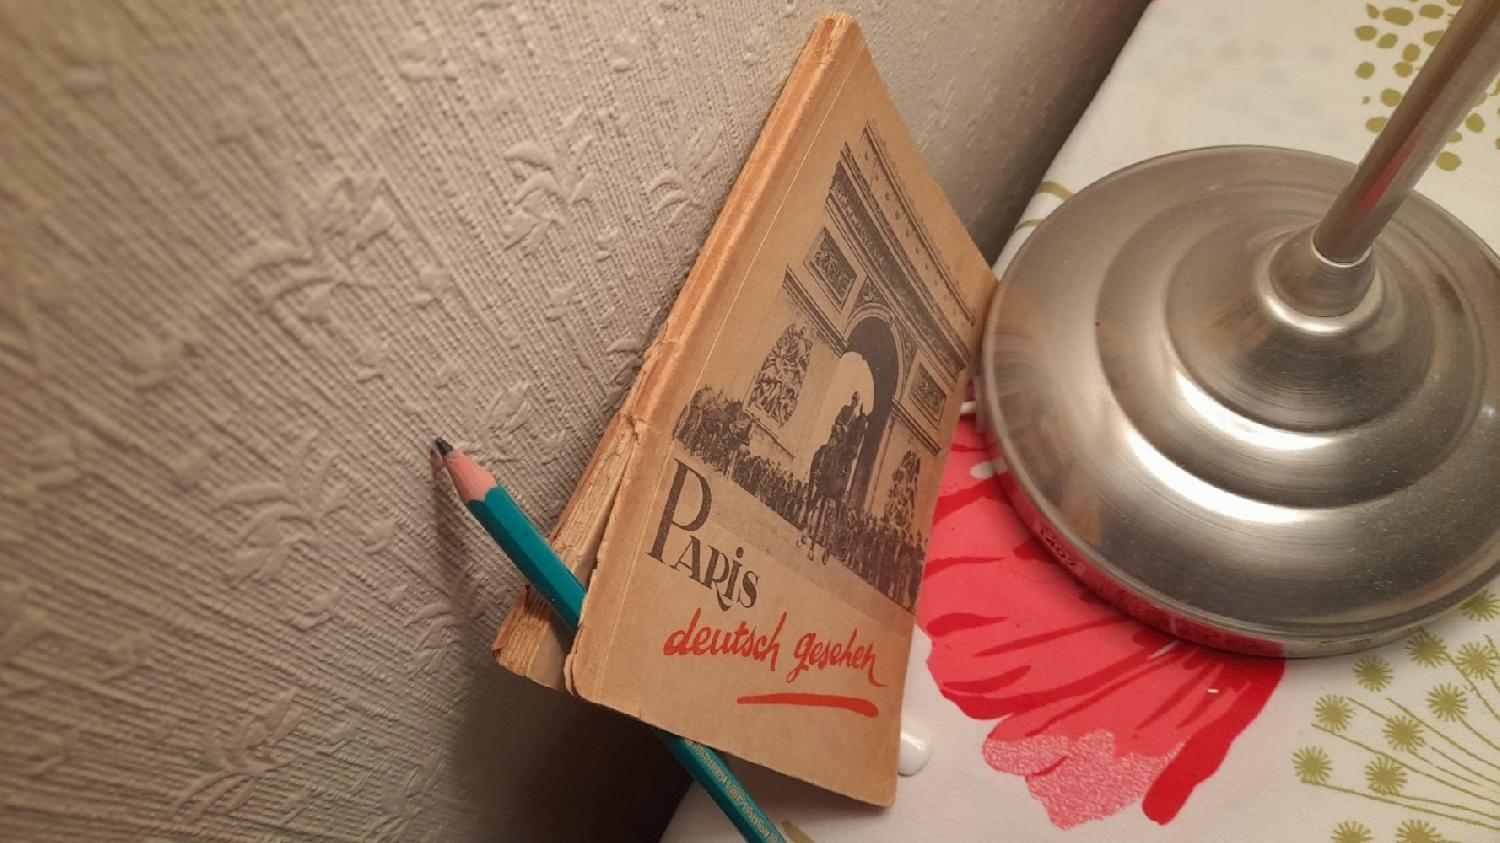 Paris
deutsch gesehen